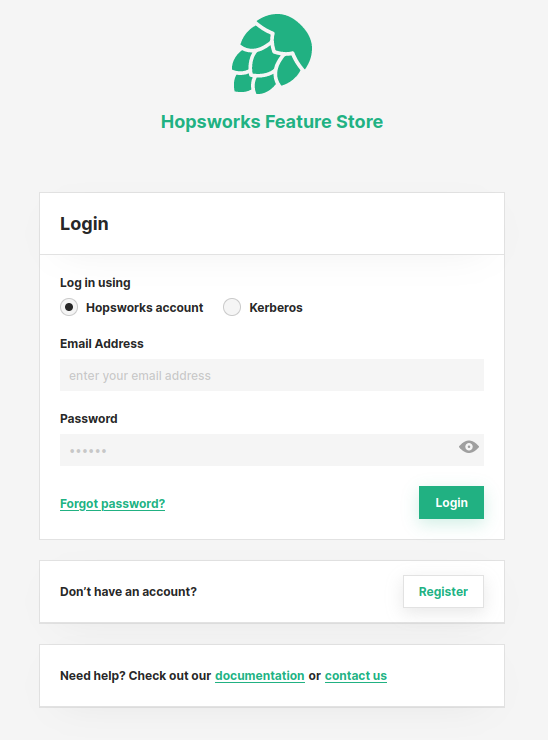 Hopsworks Feature Store
Login
Log in using
Hopsworks account Kerberos
Email Address
enter your email address
Password
••••••
Forgot password? Login
Don't have an account? Register
Need help? Check out our documentation or contact us